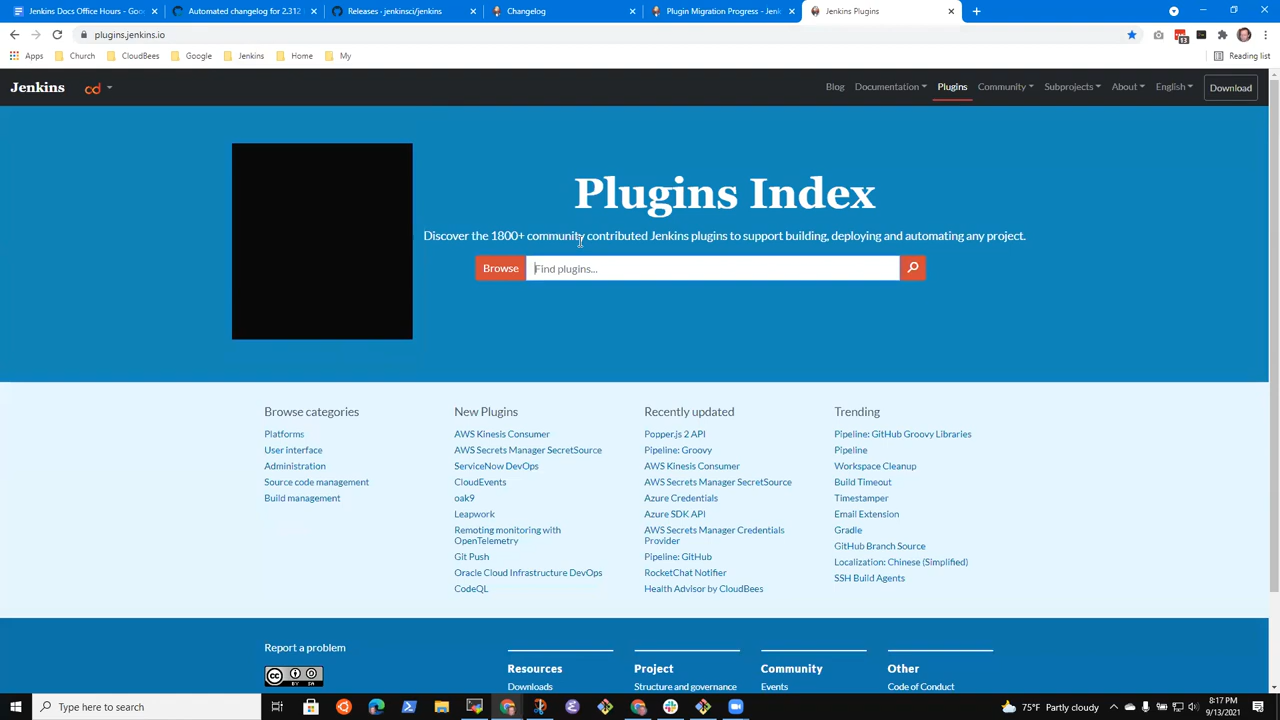 Jenkins Docs Office Hours - Goo
Automated changelog for 2.312
Releases · jenkinsci/jenkins
Changelog
Plugin Migration Progress - Jenk
Jenkins Plugins
plugins.jenkins.io
13
Apps
Church
CloudBees
Google
Jenkins
Home
My
Reading list
Jenkins
cd
Blog
Documentation
Plugins
Community
Subprojects
About
English
Download
Plugins Index
Discover the 1800+ community contributed Jenkins plugins to support building, deploying and automating any project.
Browse
Find plugins...
Browse categories
Platforms
User interface
Administration
Source code management
Build management
New Plugins
AWS Kinesis Consumer
AWS Secrets Manager SecretSource
ServiceNow DevOps
CloudEvents
oak9
Leapwork
Remoting monitoring with
OpenTelemetry
Git Push
Oracle Cloud Infrastructure DevOps
CodeQL
Recently updated
Popper.js 2 API
Pipeline: Groovy
AWS Kinesis Consumer
AWS Secrets Manager SecretSource
Azure Credentials
Azure SDK API
AWS Secrets Manager Credentials
Provider
Pipeline: GitHub
RocketChat Notifier
Health Advisor by CloudBees
Trending
Pipeline: GitHub Groovy Libraries
Pipeline
Workspace Cleanup
Build Timeout
Timestamper
Email Extension
Gradle
GitHub Branch Source
Localization: Chinese (Simplified)
SSH Build Agents
Report a problem
CC
BY SA
Resources
Downloads
Project
Structure and governance
Community
Events
Other
Code of Conduct
Type here to search
75°F Partly cloudy
8:17 PM
9/13/2021